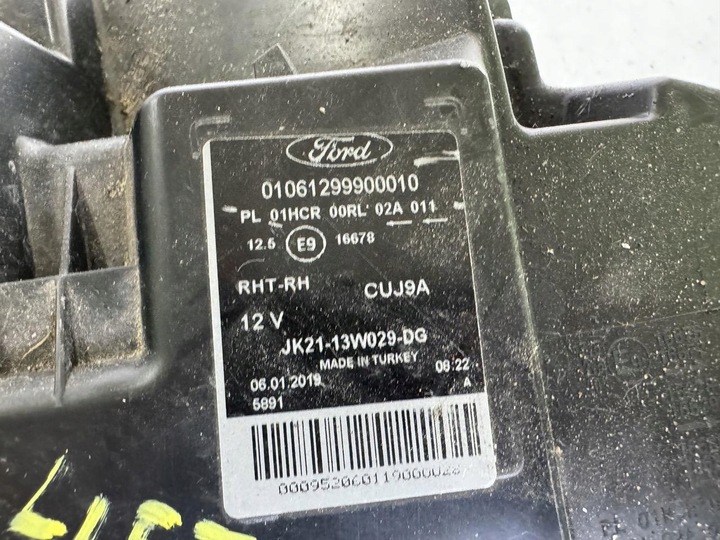 Ford
01061299900010
PL 01HCR 00RL 02A 011
12.5 E9 16678
RHT-RH CUJ9A
12 V
JK21-13W029-DG
MADE IN TURKEY
06.01.2019 08:22
5891 A